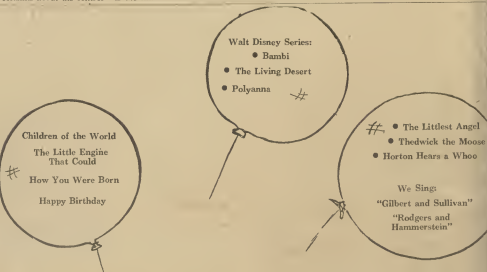 Walt Disney Series:
• Bambi
• The Living Desert
• Polyanna #
Children of the World
The Little Engine
That Could
#
How You Were Born
Happy Birthday
# • The Littlest Angel
• Thedwick the Moose
• Horton Hears a Whoo
We Sing:
"Gilbert and Sullivan"
"Rodgers and
Hammerstein"